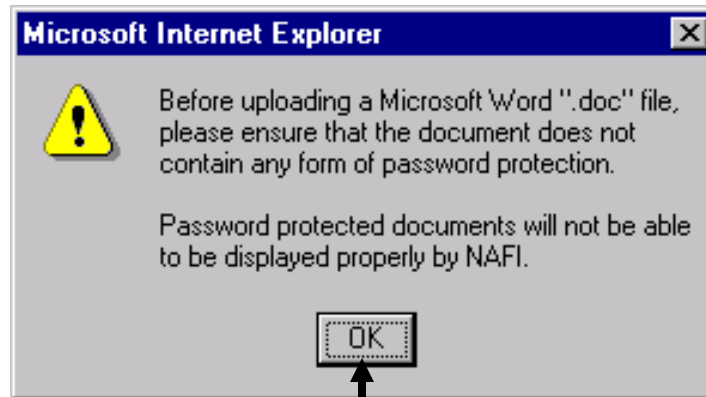 Microsoft Internet Explorer
Before uploading a Microsoft Word ".doc" file,
please ensure that the document does not
contain any form of password protection.
Password protected documents will not be able
to be displayed properly by NAFI.
OK